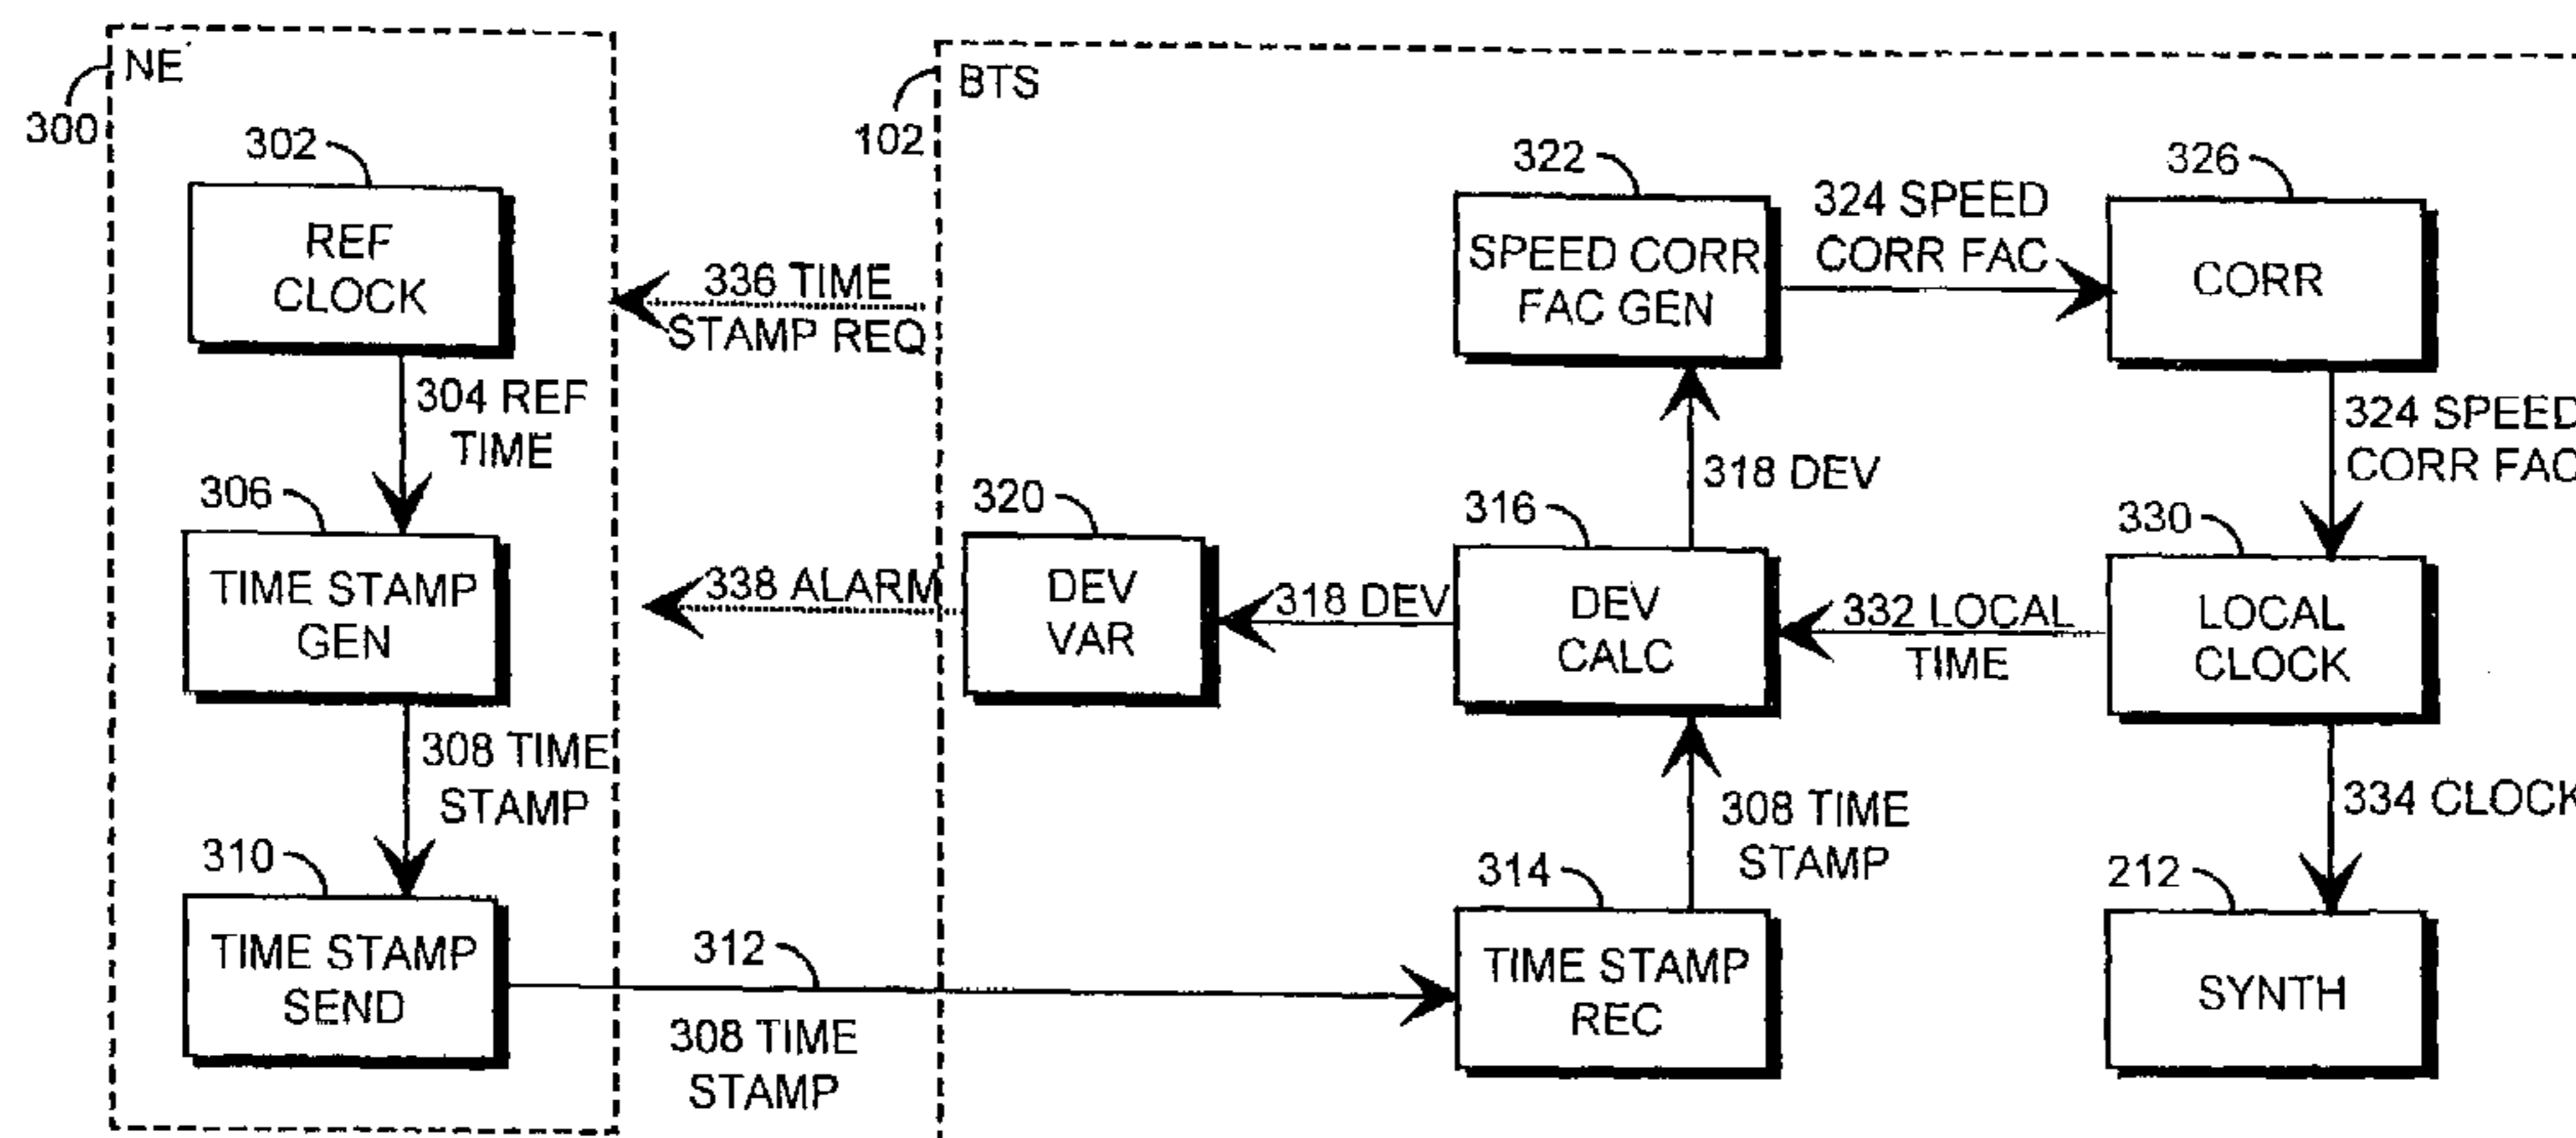 NE
300
302
REF
CLOCK
304 REF
TIME
306
TIME STAMP
GEN
308 TIME
STAMP
310
TIME STAMP
SEND
336 TIME
STAMP REQ
338 ALARM
312
308 TIME
STAMP
BTS
102
322
SPEED CORR
FAC GEN
324 SPEED
CORR FAC
326
CORR
324 SPEED
CORR FAC
318 DEV
320
DEV
VAR
318 DEV
316
DEV
CALC
332 LOCAL
TIME
330
LOCAL
CLOCK
308 TIME
STAMP
314
TIME STAMP
REC
334 CLOCK
212
SYNTH